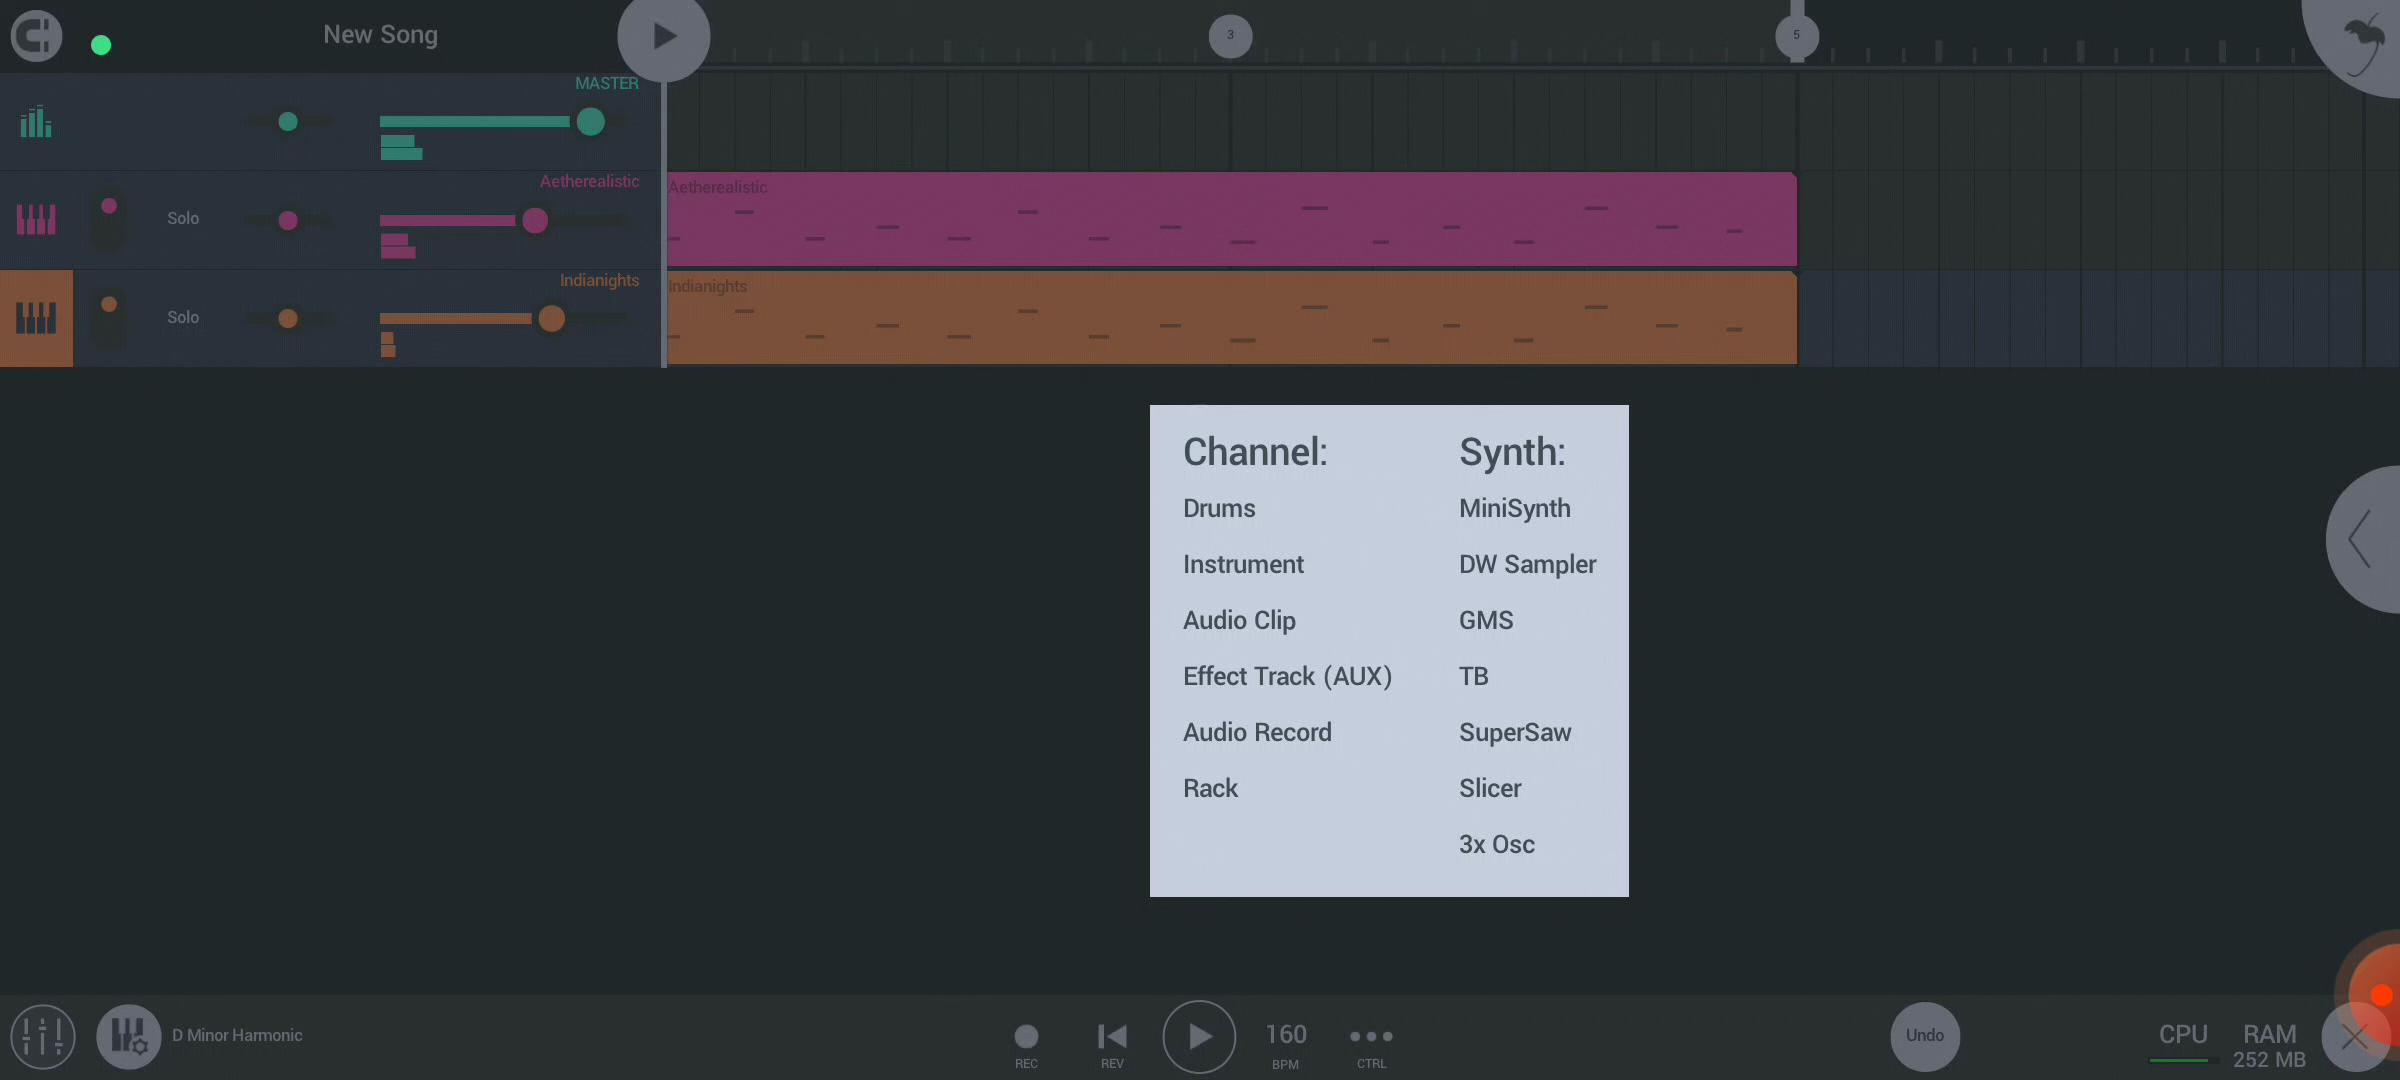 New Song
3
5
MASTER
Aetherealistic
Solo
Aetherealistic
Indianights
Solo
Indianights
Channel:
Synth:
Drums
MiniSynth
Instrument
DW Sampler
Audio Clip
GMS
Effect Track (AUX)
TB
Audio Record
SuperSaw
Rack
Slicer
3x Osc
D Minor Harmonic
REC
REV
160
BPM
CTRL
Undo
CPU
RAM
252 MB